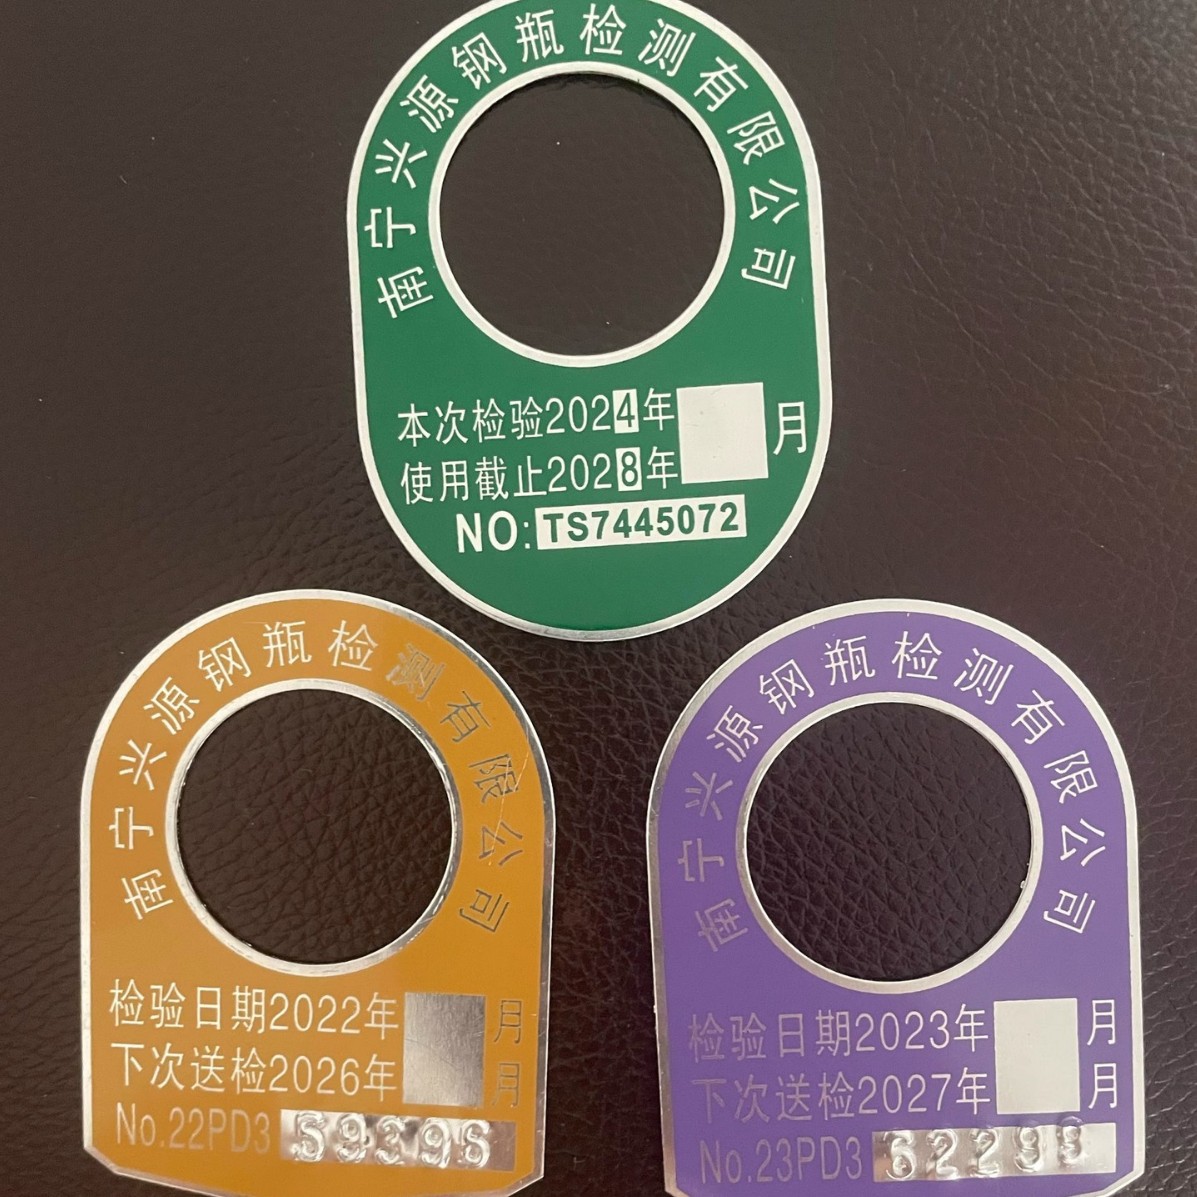 南宁兴源钢瓶检测有限公司
本次检验2024年 月
使用截止2028年
NO:TS7445072
南宁兴源钢瓶检测有限公司
检验日期2022年 月
下次送检2026年 月
No.22PD3 59396
南宁兴源钢瓶检测有限公司
检验日期2023年 月
下次送检2027年 月
No.23PD3 62299